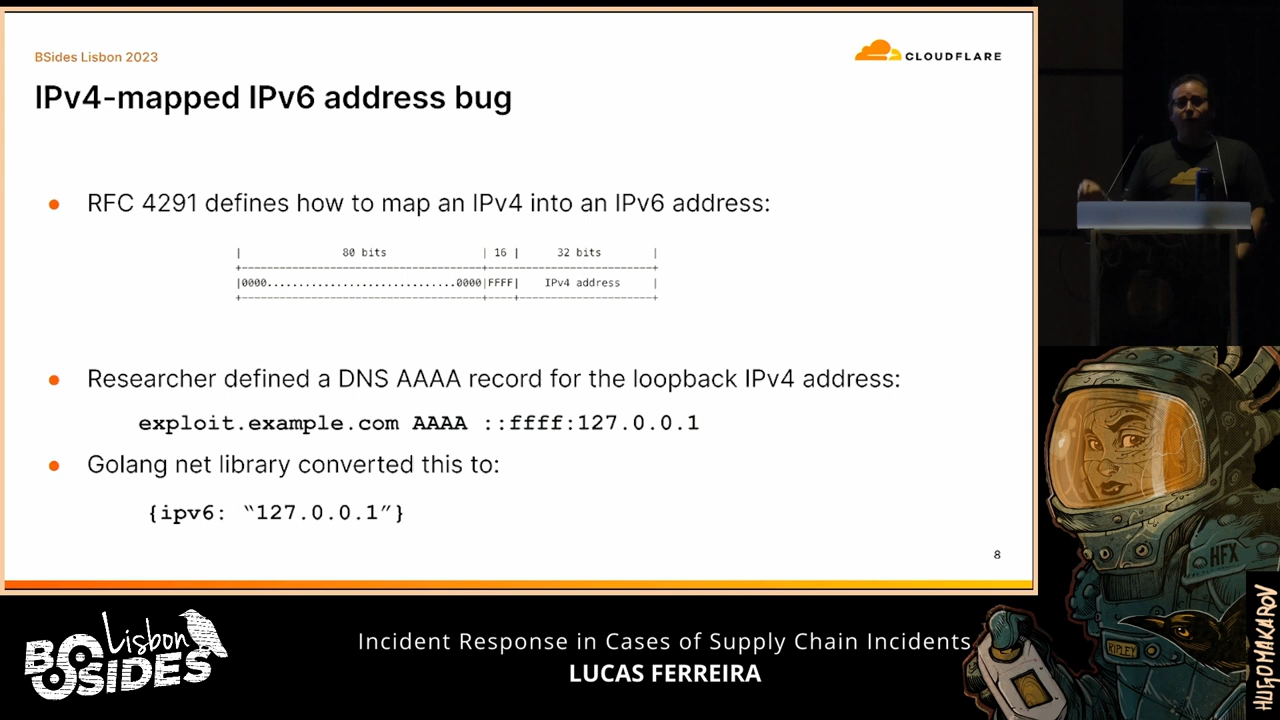 BSides Lisbon 2023
CLOUDFLARE
IPv4-mapped IPv6 address bug
● RFC 4291 defines how to map an IPv4 into an IPv6 address:
|                80 bits               | 16 |      32 bits        |
+--------------------------------------+----+---------------------+
|0000..............................0000|FFFF|    IPv4 address     |
+--------------------------------------+----+---------------------+
● Researcher defined a DNS AAAA record for the loopback IPv4 address:
exploit.example.com AAAA ::ffff:127.0.0.1
● Golang net library converted this to:
{ipv6: “127.0.0.1”}
8
HFX
RIPLEY
HUGOMAKAROV
Lisbon
BSIDES
Incident Response in Cases of Supply Chain Incidents
LUCAS FERREIRA